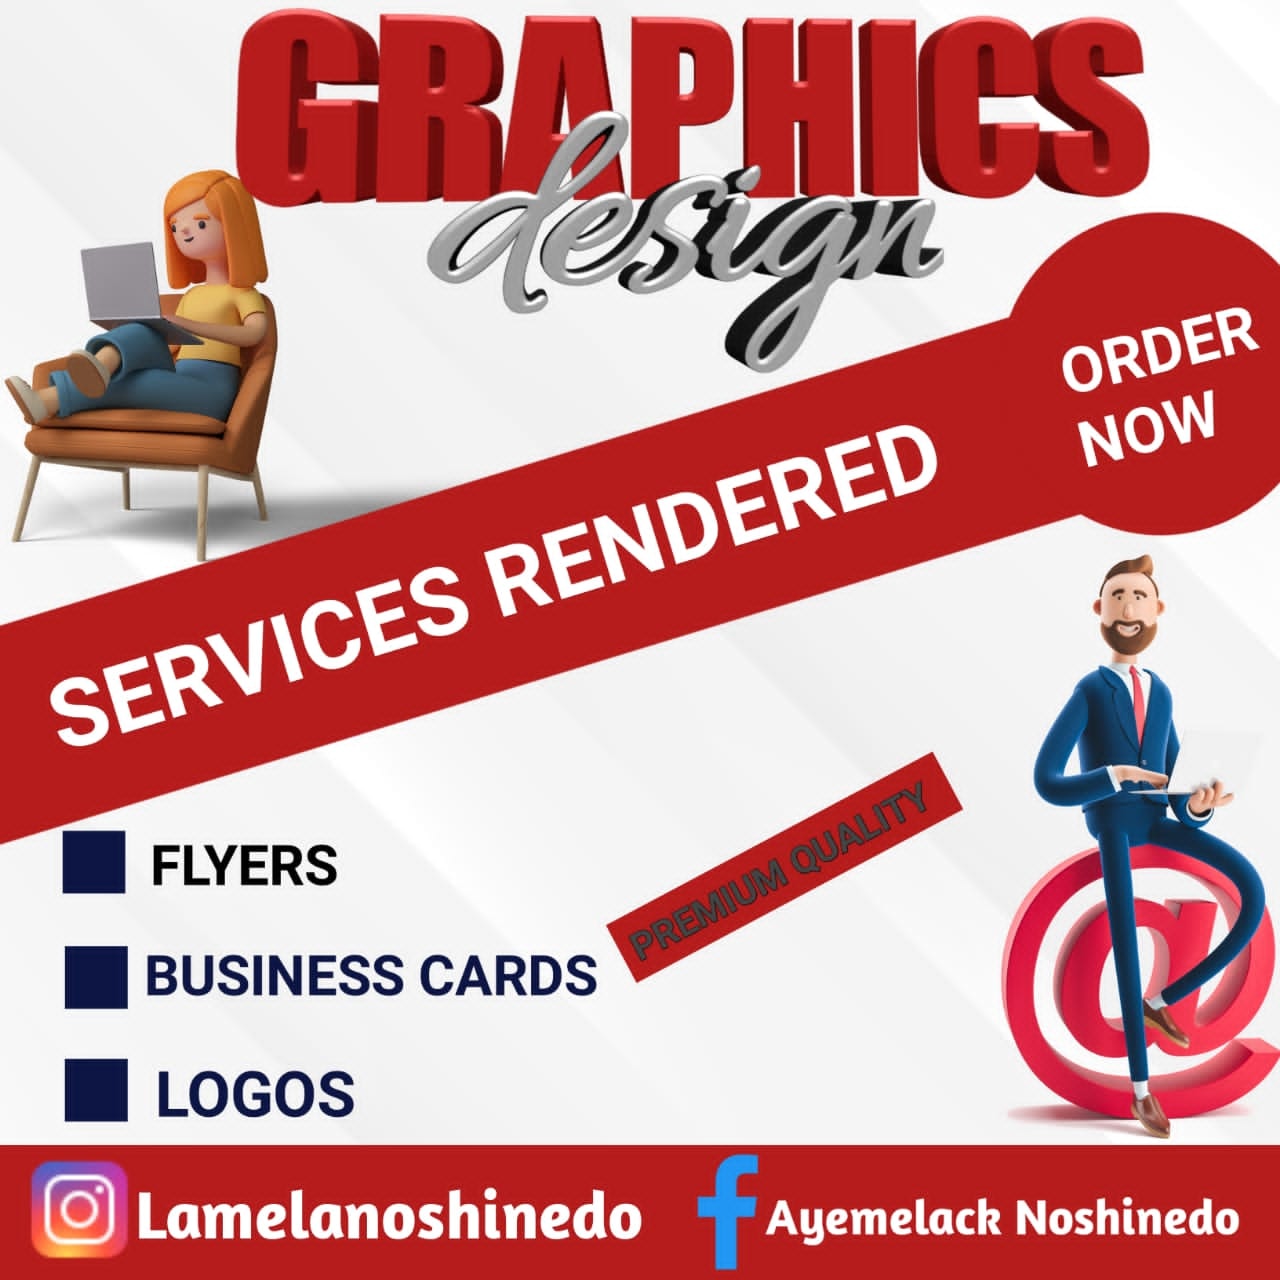 GRAPHICS
design
ORDER
NOW
SERVICES RENDERED
PREMIUM QUALITY
FLYERS
BUSINESS CARDS
LOGOS
Lamelanoshinedo
Ayemelack Noshinedo